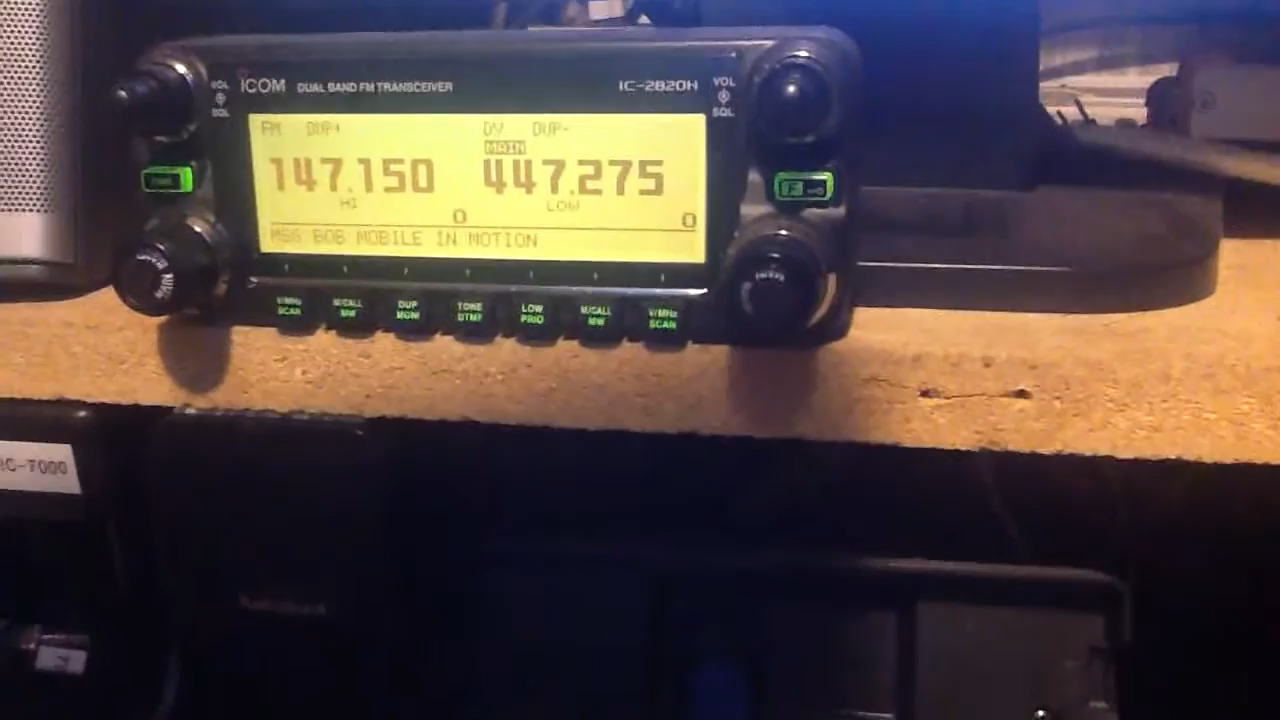 ICOM DUAL BAND FM TRANSCEIVER IC-2820H
VOL SQL VOL SQL
FM DUP+ DV DUP-
MAIN
147.150 447.275
HI LOW
0 0
MSG BOB MOBILE IN MOTION
F
V/MHz SCAN
M/CALL MW
DUP MONI
TONE DTMF
LOW PRIO
M/CALL MW
V/MHz SCAN
MAIN
IC-7000